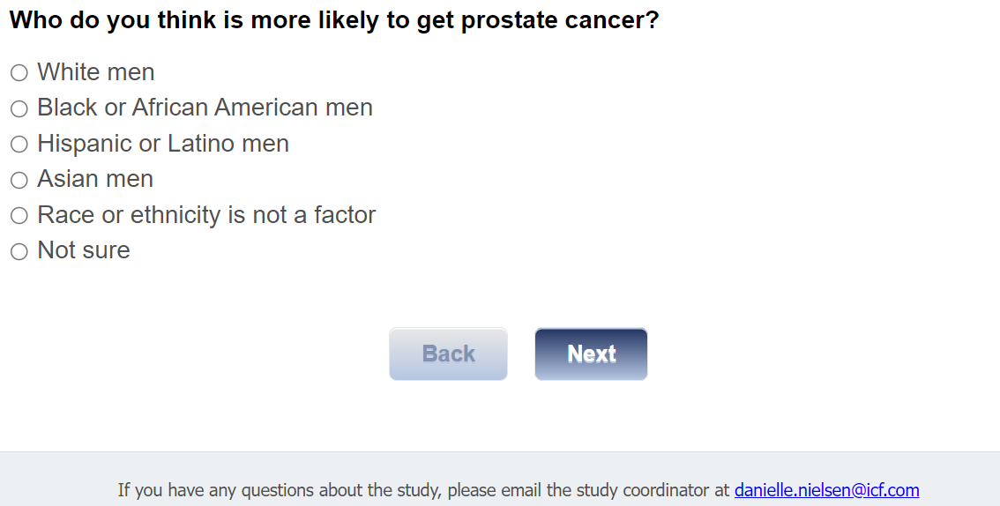 Who do you think is more likely to get prostate cancer?
White men
Black or African American men
Hispanic or Latino men
Asian men
Race or ethnicity is not a factor
Not sure
Back Next
If you have any questions about the study, please email the study coordinator at danielle.nielsen@icf.com